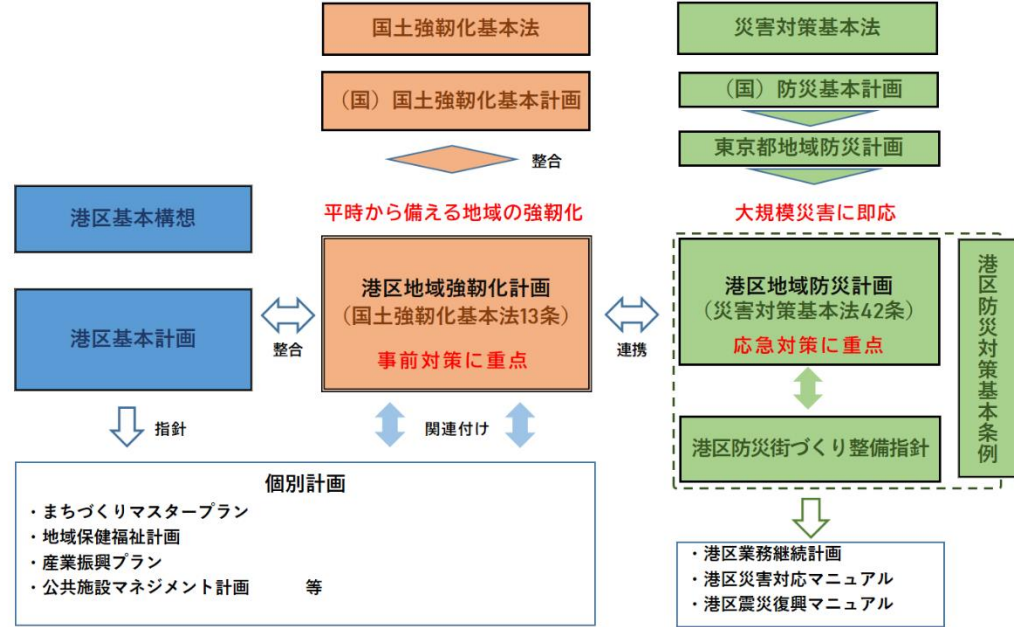 国土強靭化基本法
災害対策基本法
（国）国土強靭化基本計画
（国）防災基本計画
東京都地域防災計画
整合
平時から備える地域の強靭化
大規模災害に即応
港区基本構想
港区基本計画
整合
港区地域強靭化計画
（国土強靭化基本法13条）
事前対策に重点
連携
港区地域防災計画
（災害対策基本法42条）
応急対策に重点
港区防災対策基本条例
指針
関連付け
港区防災街づくり整備指針
個別計画
・まちづくりマスタープラン
・地域保健福祉計画
・産業振興プラン
・公共施設マネジメント計画　　　等
・港区業務継続計画
・港区災害対応マニュアル
・港区震災復興マニュアル